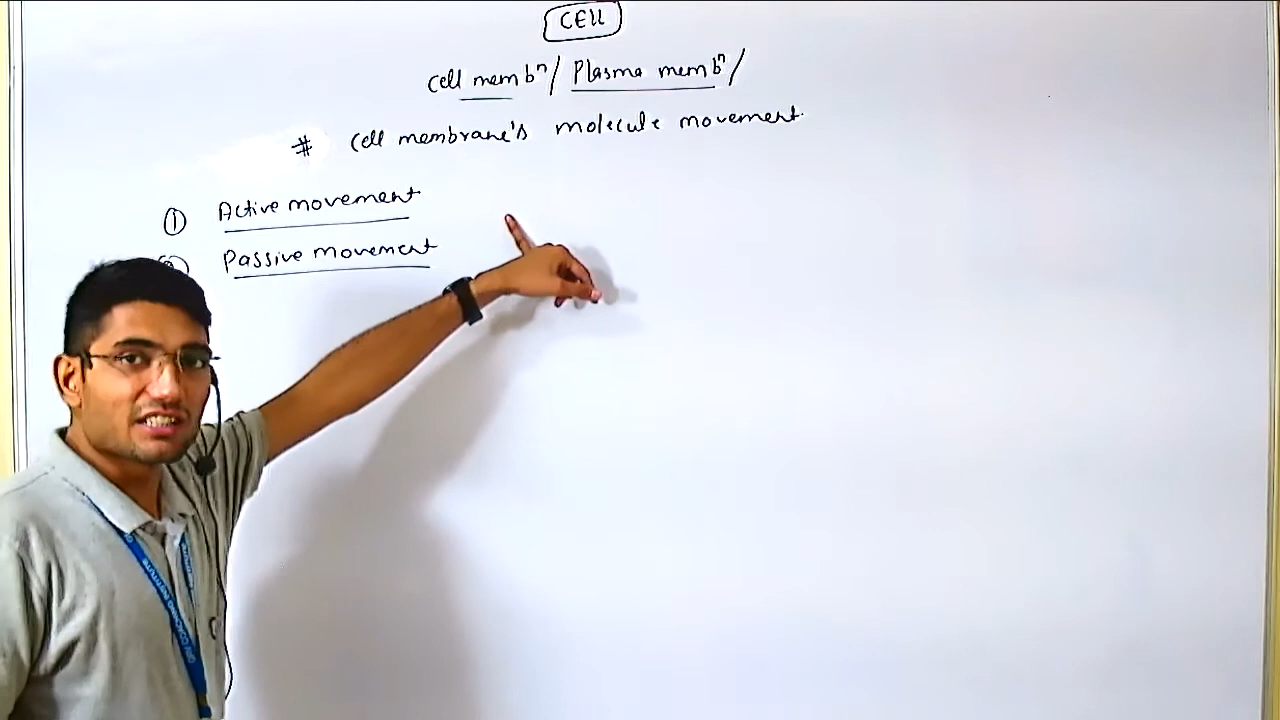 CELL
cell membⁿ/ Plasma membⁿ/
# cell membrane's molecule movement.
① Active movement
Passive movement